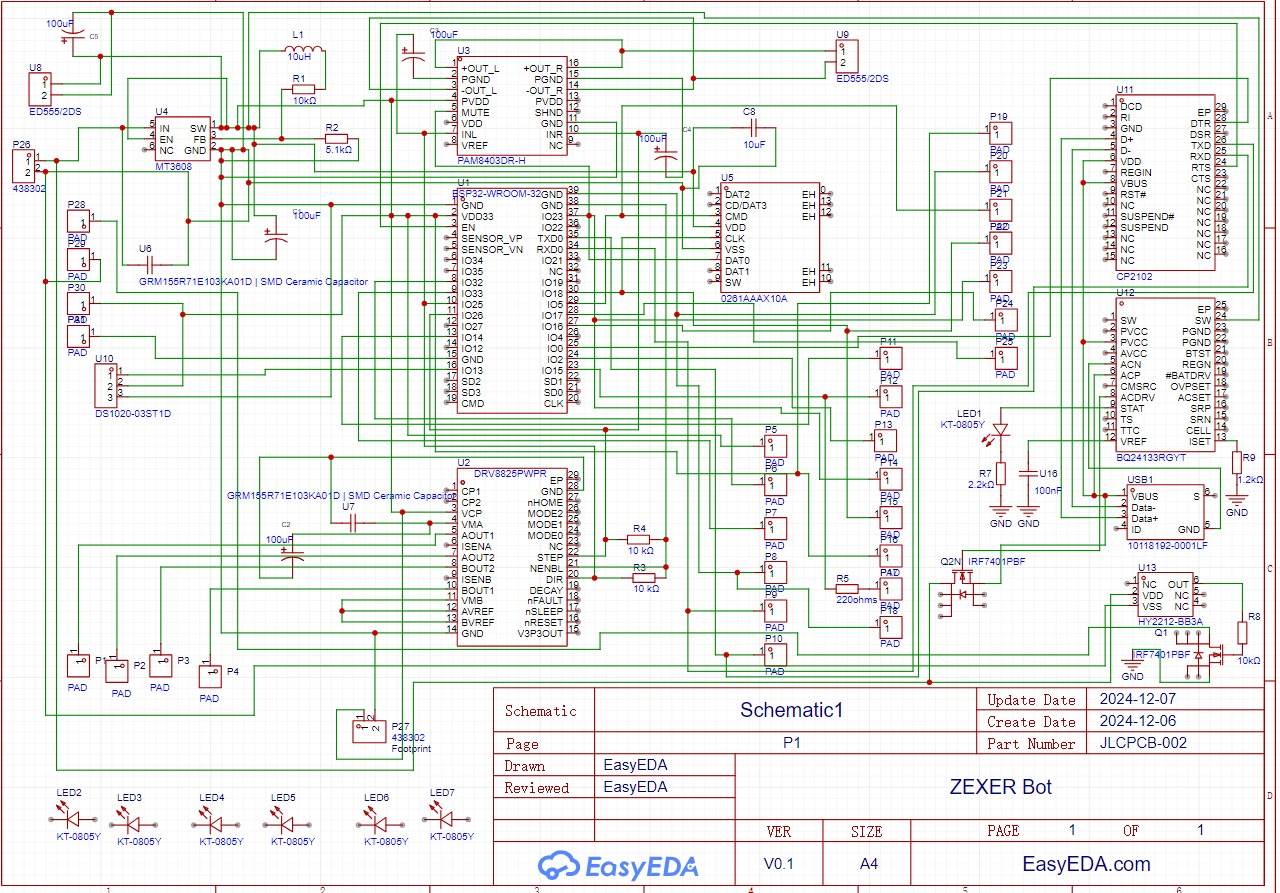 100uF
C5
U8
1
2
ED555/2DS
L1
10uH
R1
10kΩ
R2
5.1kΩ
U4
IN
EN
NC
SW
FB
GND
MT3608
P26
438302
100uF
U3
+OUT_L
PGND
-OUT_L
PVDD
MUTE
VDD
INL
VREF
+OUT_R
PGND
-OUT_R
PVDD
SHND
GND
INR
NC
PAM8403DR-H
U9
1
2
ED555/2DS
C8
10uF
100uF
C4
P28
PAD
P29
PAD
P30
PAD
PAD
U6
GRM155R71E103KA01D | SMD Ceramic Capacitor
100uF
U10
1
2
3
DS1020-03ST1D
U1
ESP32-WROOM-32
GND
VDD33
EN
SENSOR_VP
SENSOR_VN
IO34
IO35
IO32
IO33
IO25
IO26
IO27
IO14
IO12
GND
IO13
SD2
SD3
CMD
GND
GND
IO23
IO22
TXD0
RXD0
IO21
NC
IO19
IO18
IO5
IO17
IO16
IO4
IO0
IO2
IO15
SD1
SD0
CLK
U5
DAT2
CD/DAT3
CMD
VDD
CLK
VSS
DAT0
DAT1
SW
EH
EH
EH
EH
EH
0261AAAX10A
P19
PAD
P20
PAD
P21
PAD
P22
PAD
P23
PAD
P24
PAD
P25
PAD
U11
DCD
RI
GND
D+
D-
VDD
REGIN
VBUS
RST#
NC
SUSPEND#
SUSPEND
NC
NC
NC
EP
DTR
DSR
TXD
RXD
RTS
CTS
NC
NC
NC
NC
NC
NC
NC
CP2102
U12
SW
PVCC
PVCC
AVCC
ACN
ACP
CMSRC
ACDRV
STAT
TS
TTC
VREF
EP
SW
PGND
PGND
BTST
REGN
#BATDRV
OVPSET
ACSET
SRP
SRN
CELL
ISET
BQ24133RGYT
P11
PAD
P12
PAD
P13
PAD
P14
PAD
P15
PAD
P16
PAD
PAD
P18
PAD
P5
PAD
P6
PAD
P7
PAD
P8
PAD
P9
PAD
P10
PAD
LED1
KT-0805Y
R7
2.2kΩ
U16
100nF
GND
GND
R9
1.2kΩ
GND
USB1
VBUS
Data-
Data+
ID
S
GND
10118192-0001LF
U2
DRV8825PWPR
CP1
CP2
VCP
VMA
AOUT1
ISENA
AOUT2
BOUT2
ISENB
BOUT1
VMB
AVREF
BVREF
GND
EP
GND
nHOME
MODE2
MODE1
MODE0
NC
STEP
NENBL
DIR
DECAY
nFAULT
nSLEEP
nRESET
V3P3OUT
GRM155R71E103KA01D | SMD Ceramic Capacitor
U7
C2
100uF
R4
10 kΩ
R3
10 kΩ
R5
220ohms
Q2N
IRF7401PBF
U13
NC
VDD
VSS
OUT
NC
NC
HY2212-BB3A
Q1
IRF7401PBF
GND
R8
10kΩ
P1
PAD
P2
PAD
P3
PAD
P4
PAD
P27
438302
Footprint
LED2
KT-0805Y
LED3
KT-0805Y
LED4
KT-0805Y
LED5
KT-0805Y
LED6
KT-0805Y
LED7
KT-0805Y
Schematic
Schematic1
Update Date
2024-12-07
Create Date
2024-12-06
Page
P1
Part Number
JLCPCB-002
Drawn
EasyEDA
Reviewed
EasyEDA
ZEXER Bot
VER
SIZE
PAGE 1 OF 1
EasyEDA
V0.1
A4
EasyEDA.com